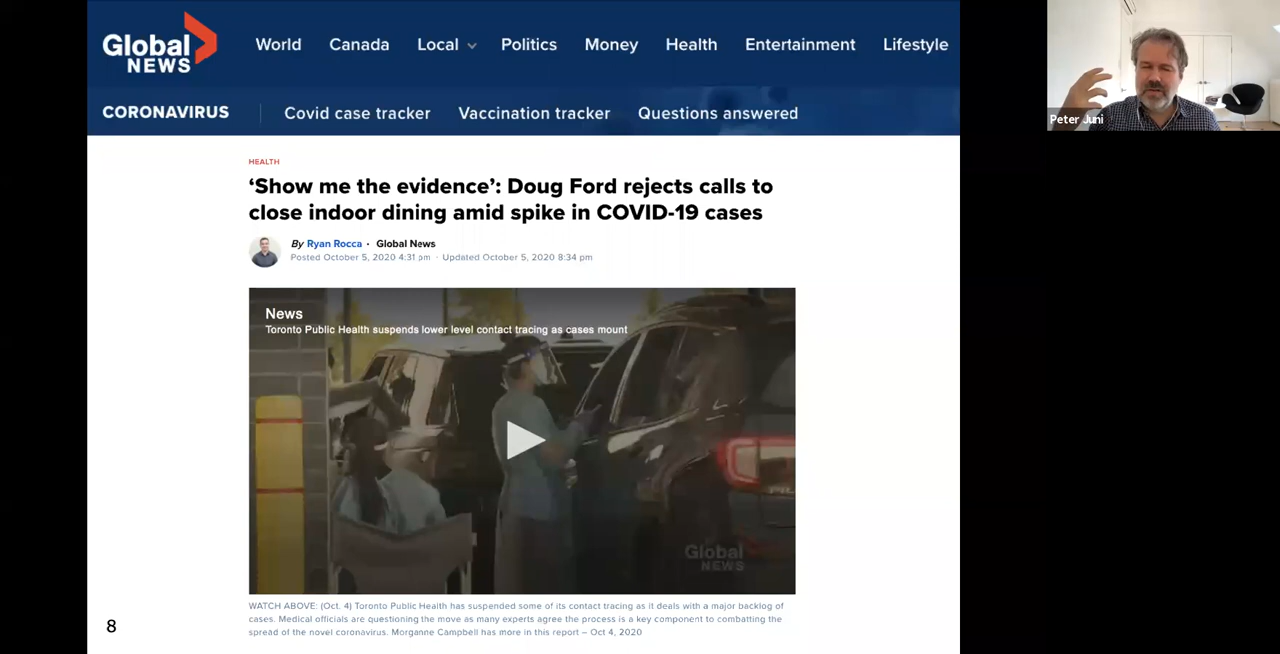 Global
NEWS
World Canada Local Politics Money Health Entertainment Lifestyle
CORONAVIRUS Covid case tracker Vaccination tracker Questions answered
HEALTH
‘Show me the evidence’: Doug Ford rejects calls to
close indoor dining amid spike in COVID-19 cases
By Ryan Rocca · Global News
Posted October 5, 2020 4:31 pm · Updated October 5, 2020 8:34 pm
News
Toronto Public Health suspends lower level contact tracing as cases mount
Global
NEWS
WATCH ABOVE: (Oct. 4) Toronto Public Health has suspended some of its contact tracing as it deals with a major backlog of
cases. Medical officials are questioning the move as many experts agree the process is a key component to combatting the
spread of the novel coronavirus. Morganne Campbell has more in this report – Oct 4, 2020
8
Peter Juni